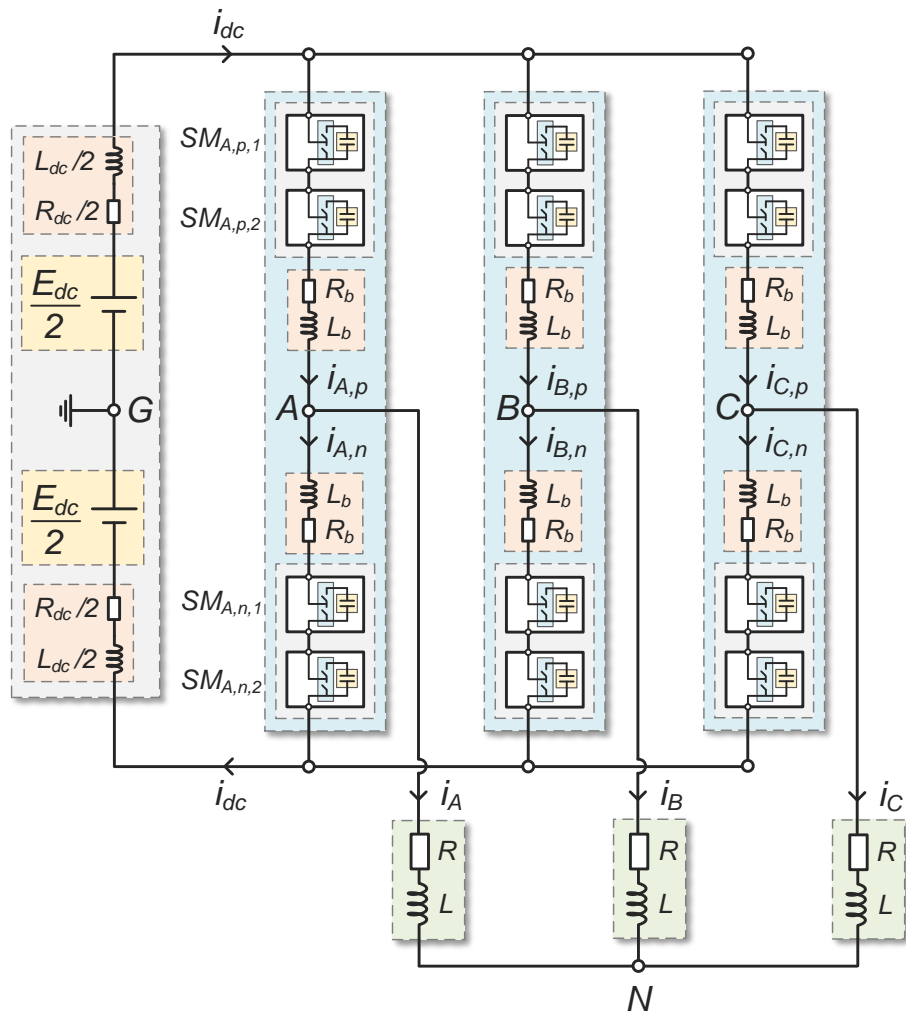 i_dc
SM_A,p,1
L_dc/2
R_dc/2
SM_A,p,2
E_dc/2
R_b
R_b
R_b
L_b
L_b
L_b
i_A,p
i_B,p
i_C,p
G
A
B
C
i_A,n
i_B,n
i_C,n
E_dc/2
L_b
L_b
L_b
R_b
R_b
R_b
R_dc/2
SM_A,n,1
L_dc/2
SM_A,n,2
i_dc
i_A
i_B
i_C
R
R
R
L
L
L
N